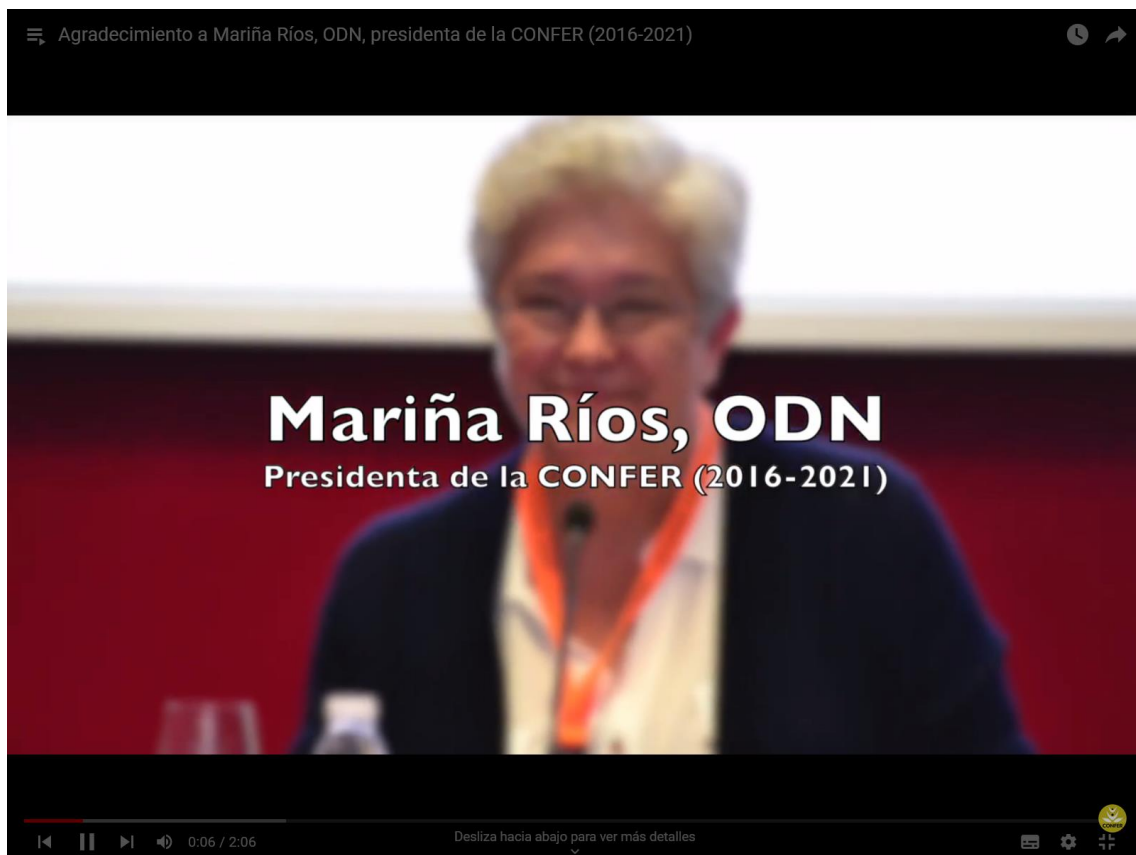 Agradecimiento a Mariña Ríos, ODN, presidenta de la CONFER (2016-2021)
Mariña Ríos, ODN
Presidenta de la CONFER (2016-2021)
0:06 / 2:06
Desliza hacia abajo para ver más detalles
CONFER